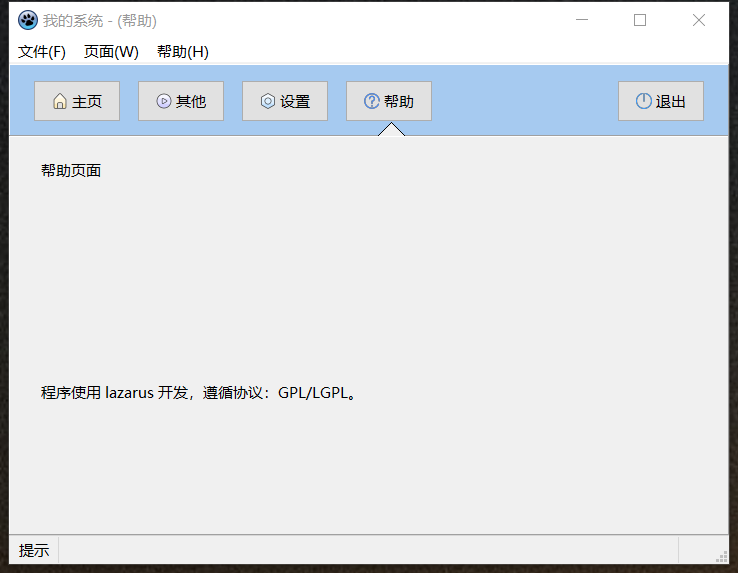 我的系统 - (帮助)
文件(F) 页面(W) 帮助(H)
主页 其他 设置 帮助 退出
帮助页面
程序使用 lazarus 开发，遵循协议：GPL/LGPL。
提示